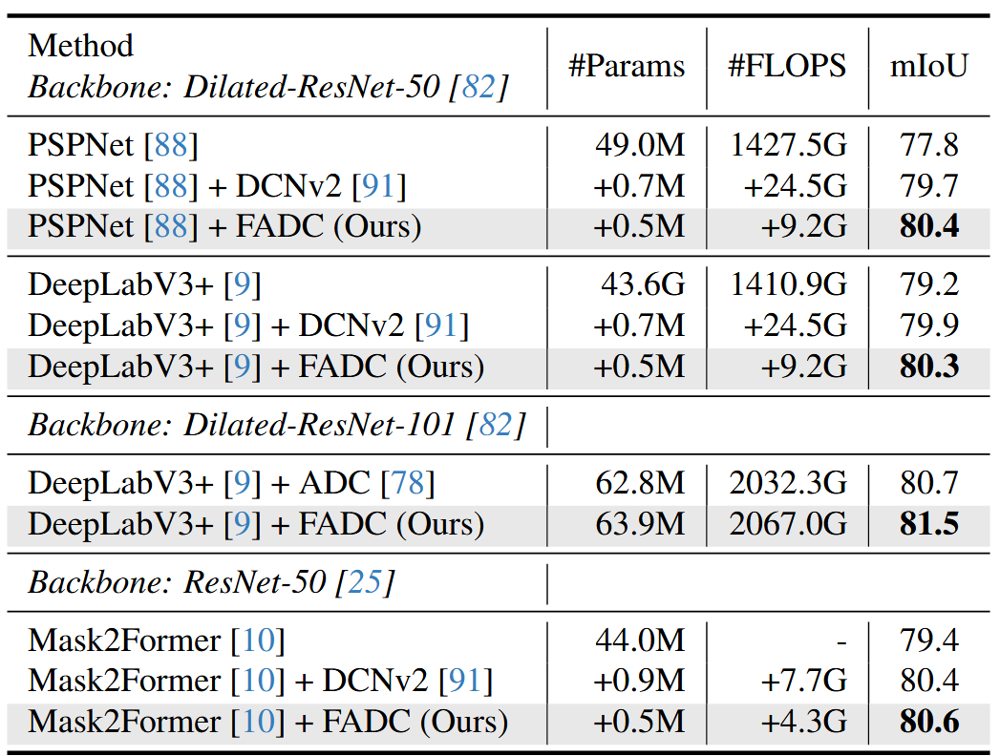 Method #Params #FLOPS mIoU
Backbone: Dilated-ResNet-50 [82]
PSPNet [88] 49.0M 1427.5G 77.8
PSPNet [88] + DCNv2 [91] +0.7M +24.5G 79.7
PSPNet [88] + FADC (Ours) +0.5M +9.2G 80.4
DeepLabV3+ [9] 43.6G 1410.9G 79.2
DeepLabV3+ [9] + DCNv2 [91] +0.7M +24.5G 79.9
DeepLabV3+ [9] + FADC (Ours) +0.5M +9.2G 80.3
Backbone: Dilated-ResNet-101 [82]
DeepLabV3+ [9] + ADC [78] 62.8M 2032.3G 80.7
DeepLabV3+ [9] + FADC (Ours) 63.9M 2067.0G 81.5
Backbone: ResNet-50 [25]
Mask2Former [10] 44.0M - 79.4
Mask2Former [10] + DCNv2 [91] +0.9M +7.7G 80.4
Mask2Former [10] + FADC (Ours) +0.5M +4.3G 80.6